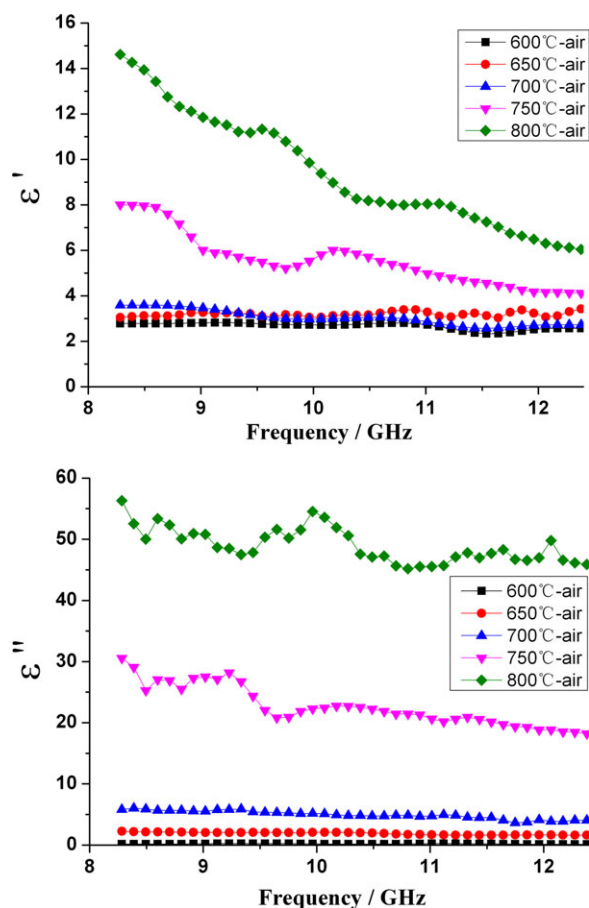 16
14
12
10
8
6
4
2
0
ε'
600℃-air
650℃-air
700℃-air
750℃-air
800℃-air
8 9 10 11 12
Frequency / GHz
60
50
40
30
20
10
0
ε"
600℃-air
650℃-air
700℃-air
750℃-air
800℃-air
8 9 10 11 12
Frequency / GHz